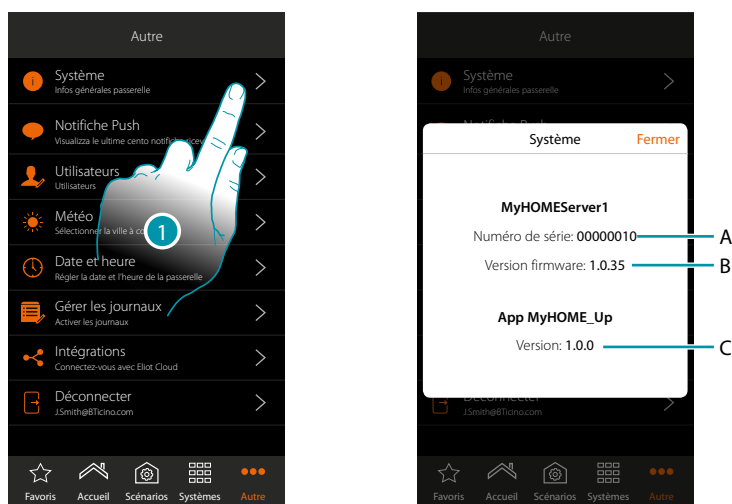 Autre
Système
Infos générales passerelle
Notifiche Push
Visualizza le ultime cento notifiche
Utilisateurs
Utilisateurs
Météo
Sélectionner la ville à
1
Date et heure
Régler la date et l'heure de la passerelle
Gérer les journaux
Activer les journaux
Intégrations
Connectez-vous avec Eliot Cloud
Déconnecter
J.Smith@BTicino.com
Favoris Accueil Scénarios Systèmes Autre
Autre
Système
Infos générales passerelle
Notifiche Push
Système Fermer
MyHOMEServer1
Numéro de série: 00000010 A
Version firmware: 1.0.35 B
App MyHOME_Up
Version: 1.0.0 C
Déconnecter
J.Smith@BTicino.com
Favoris Accueil Scénarios Systèmes Autre